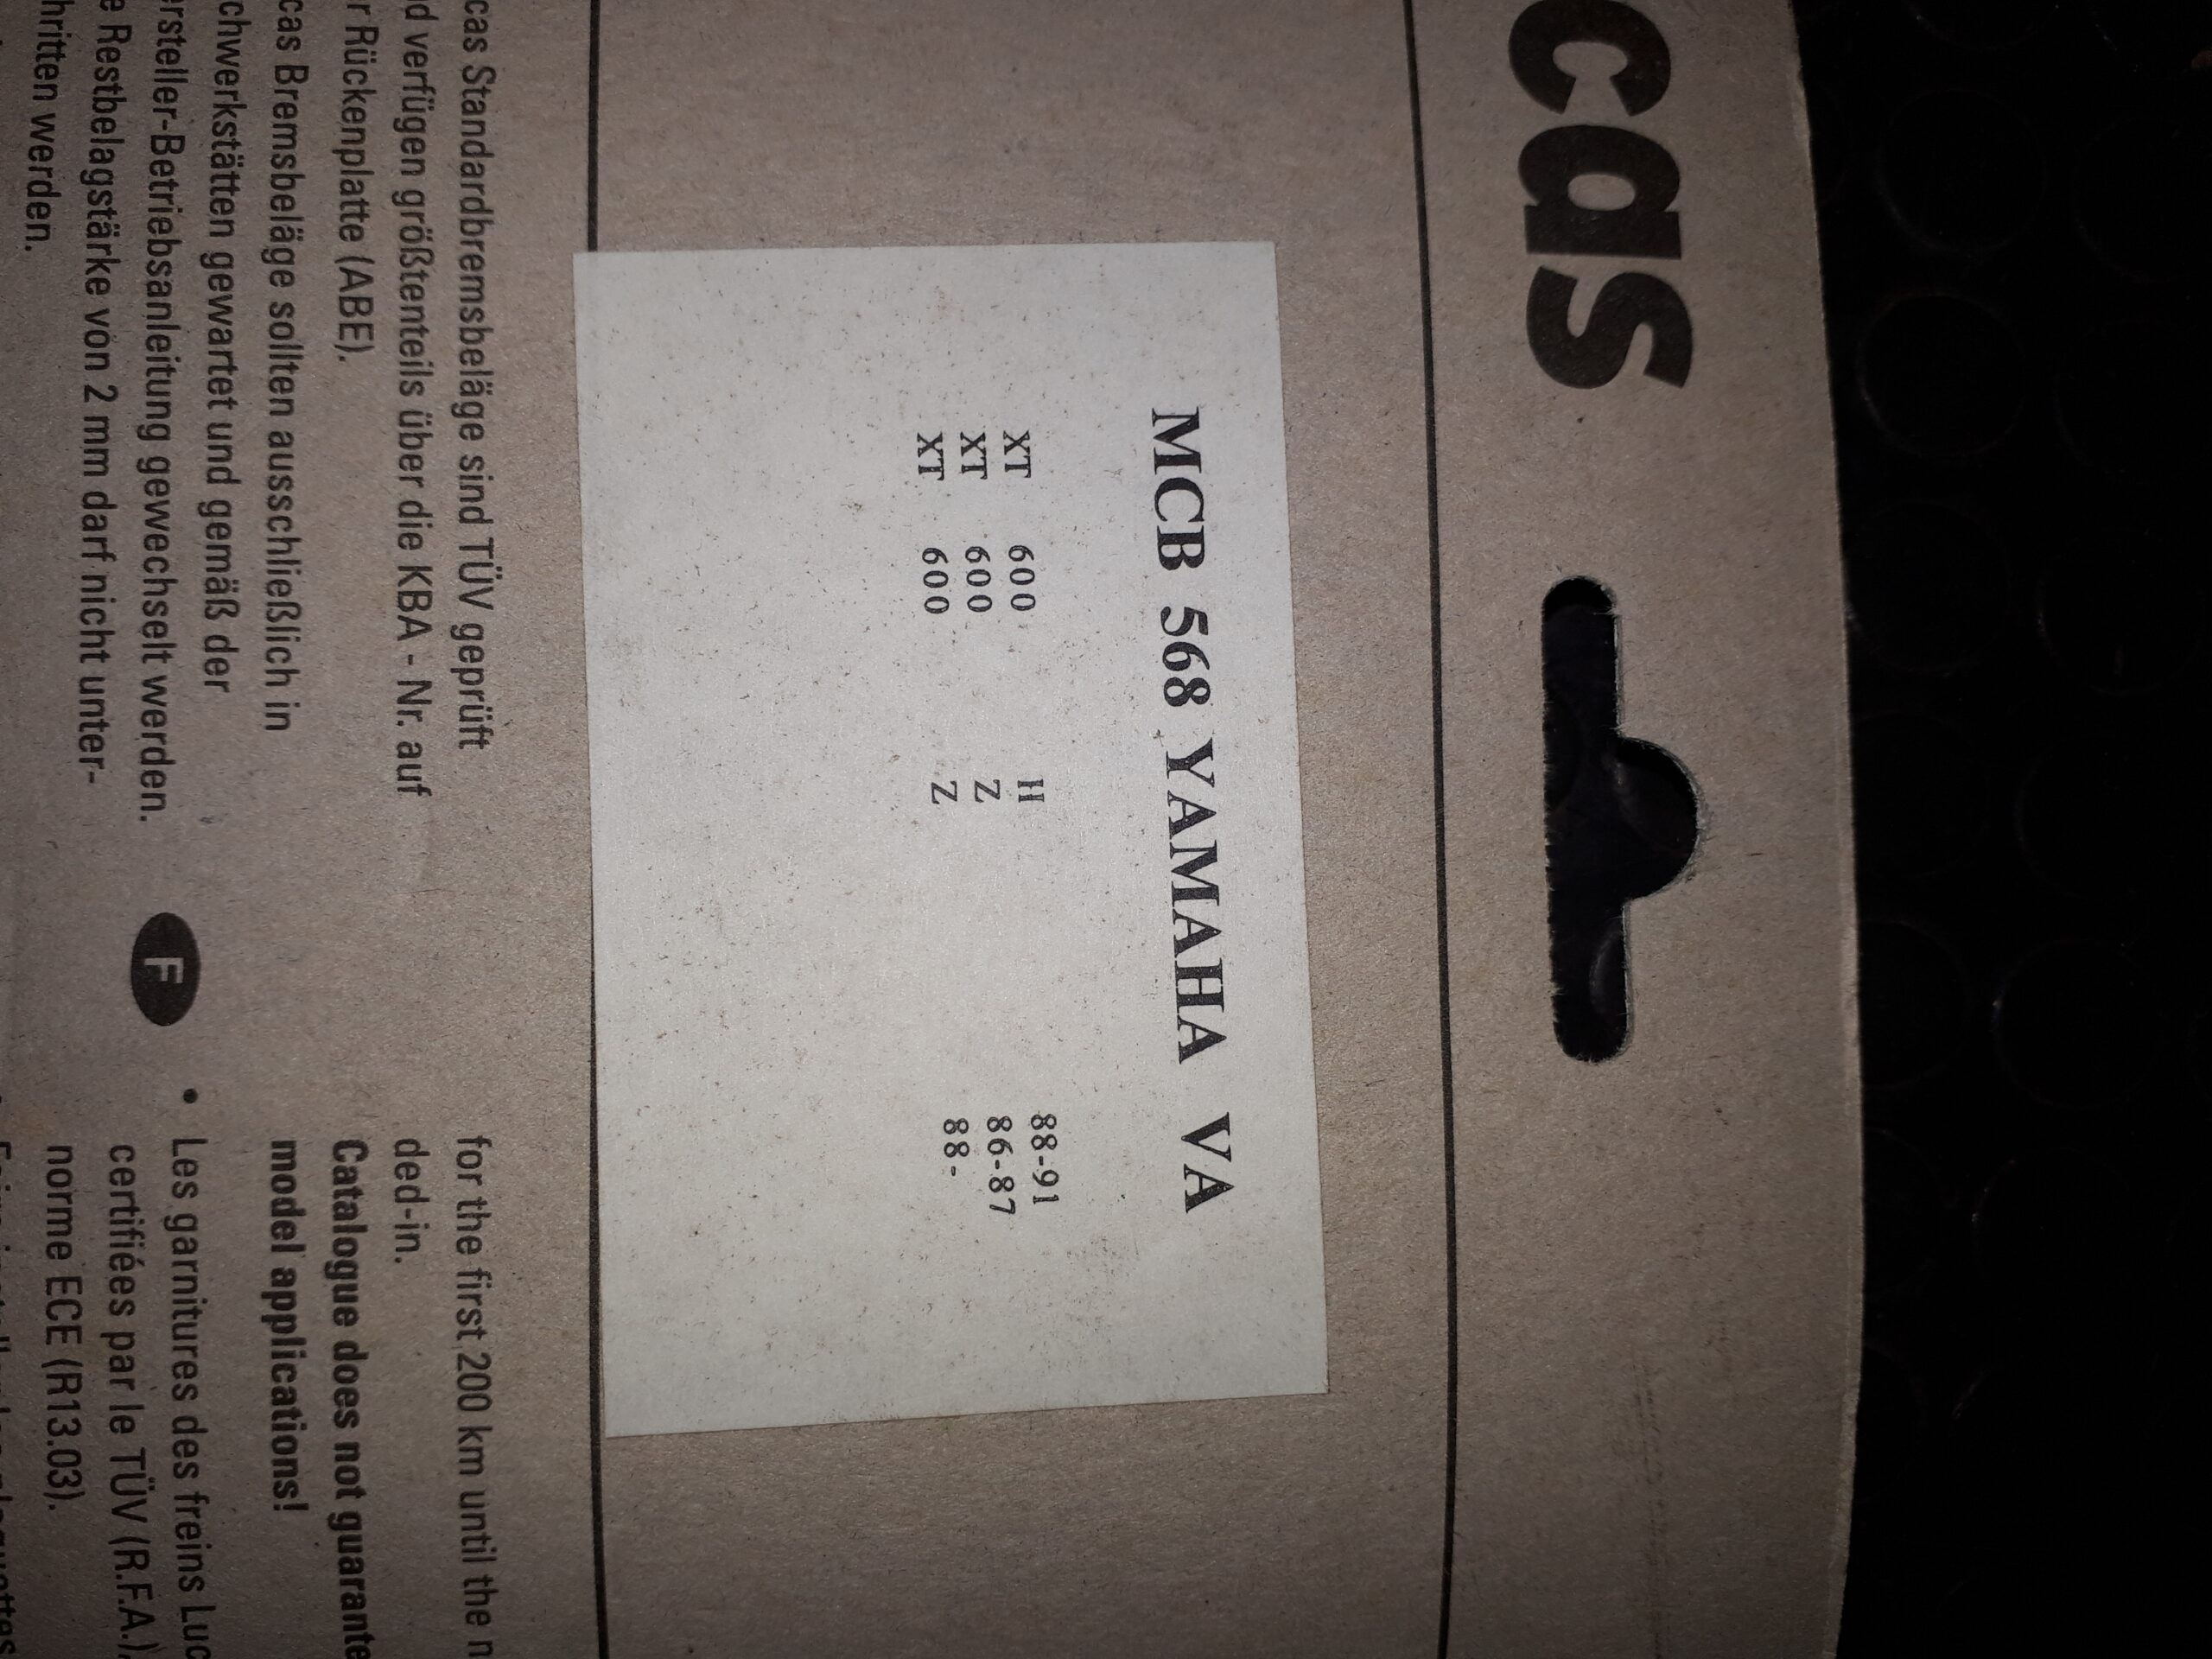 cas
MCB 568 YAMAHA VA
XT 600 H 88-91
XT 600 Z 86-87
XT 600 Z 88-
cas Standardbremsbeläge sind TÜV geprüft
d verfügen größtenteils über die KBA - Nr. auf
r Rückenplatte (ABE).
cas Bremsbeläge sollten ausschließlich in
chwerkstätten gewartet und gemäß der
ersteller-Betriebsanleitung gewechselt werden.
e Restbelagstärke von 2 mm darf nicht unter-
hritten werden.
for the first 200 km until the n
ded-in.
Catalogue does not guarante
model applications!
F
• Les garnitures des freins Luc
certifiées par le TÜV (R.F.A.),
norme ECE (R13.03).